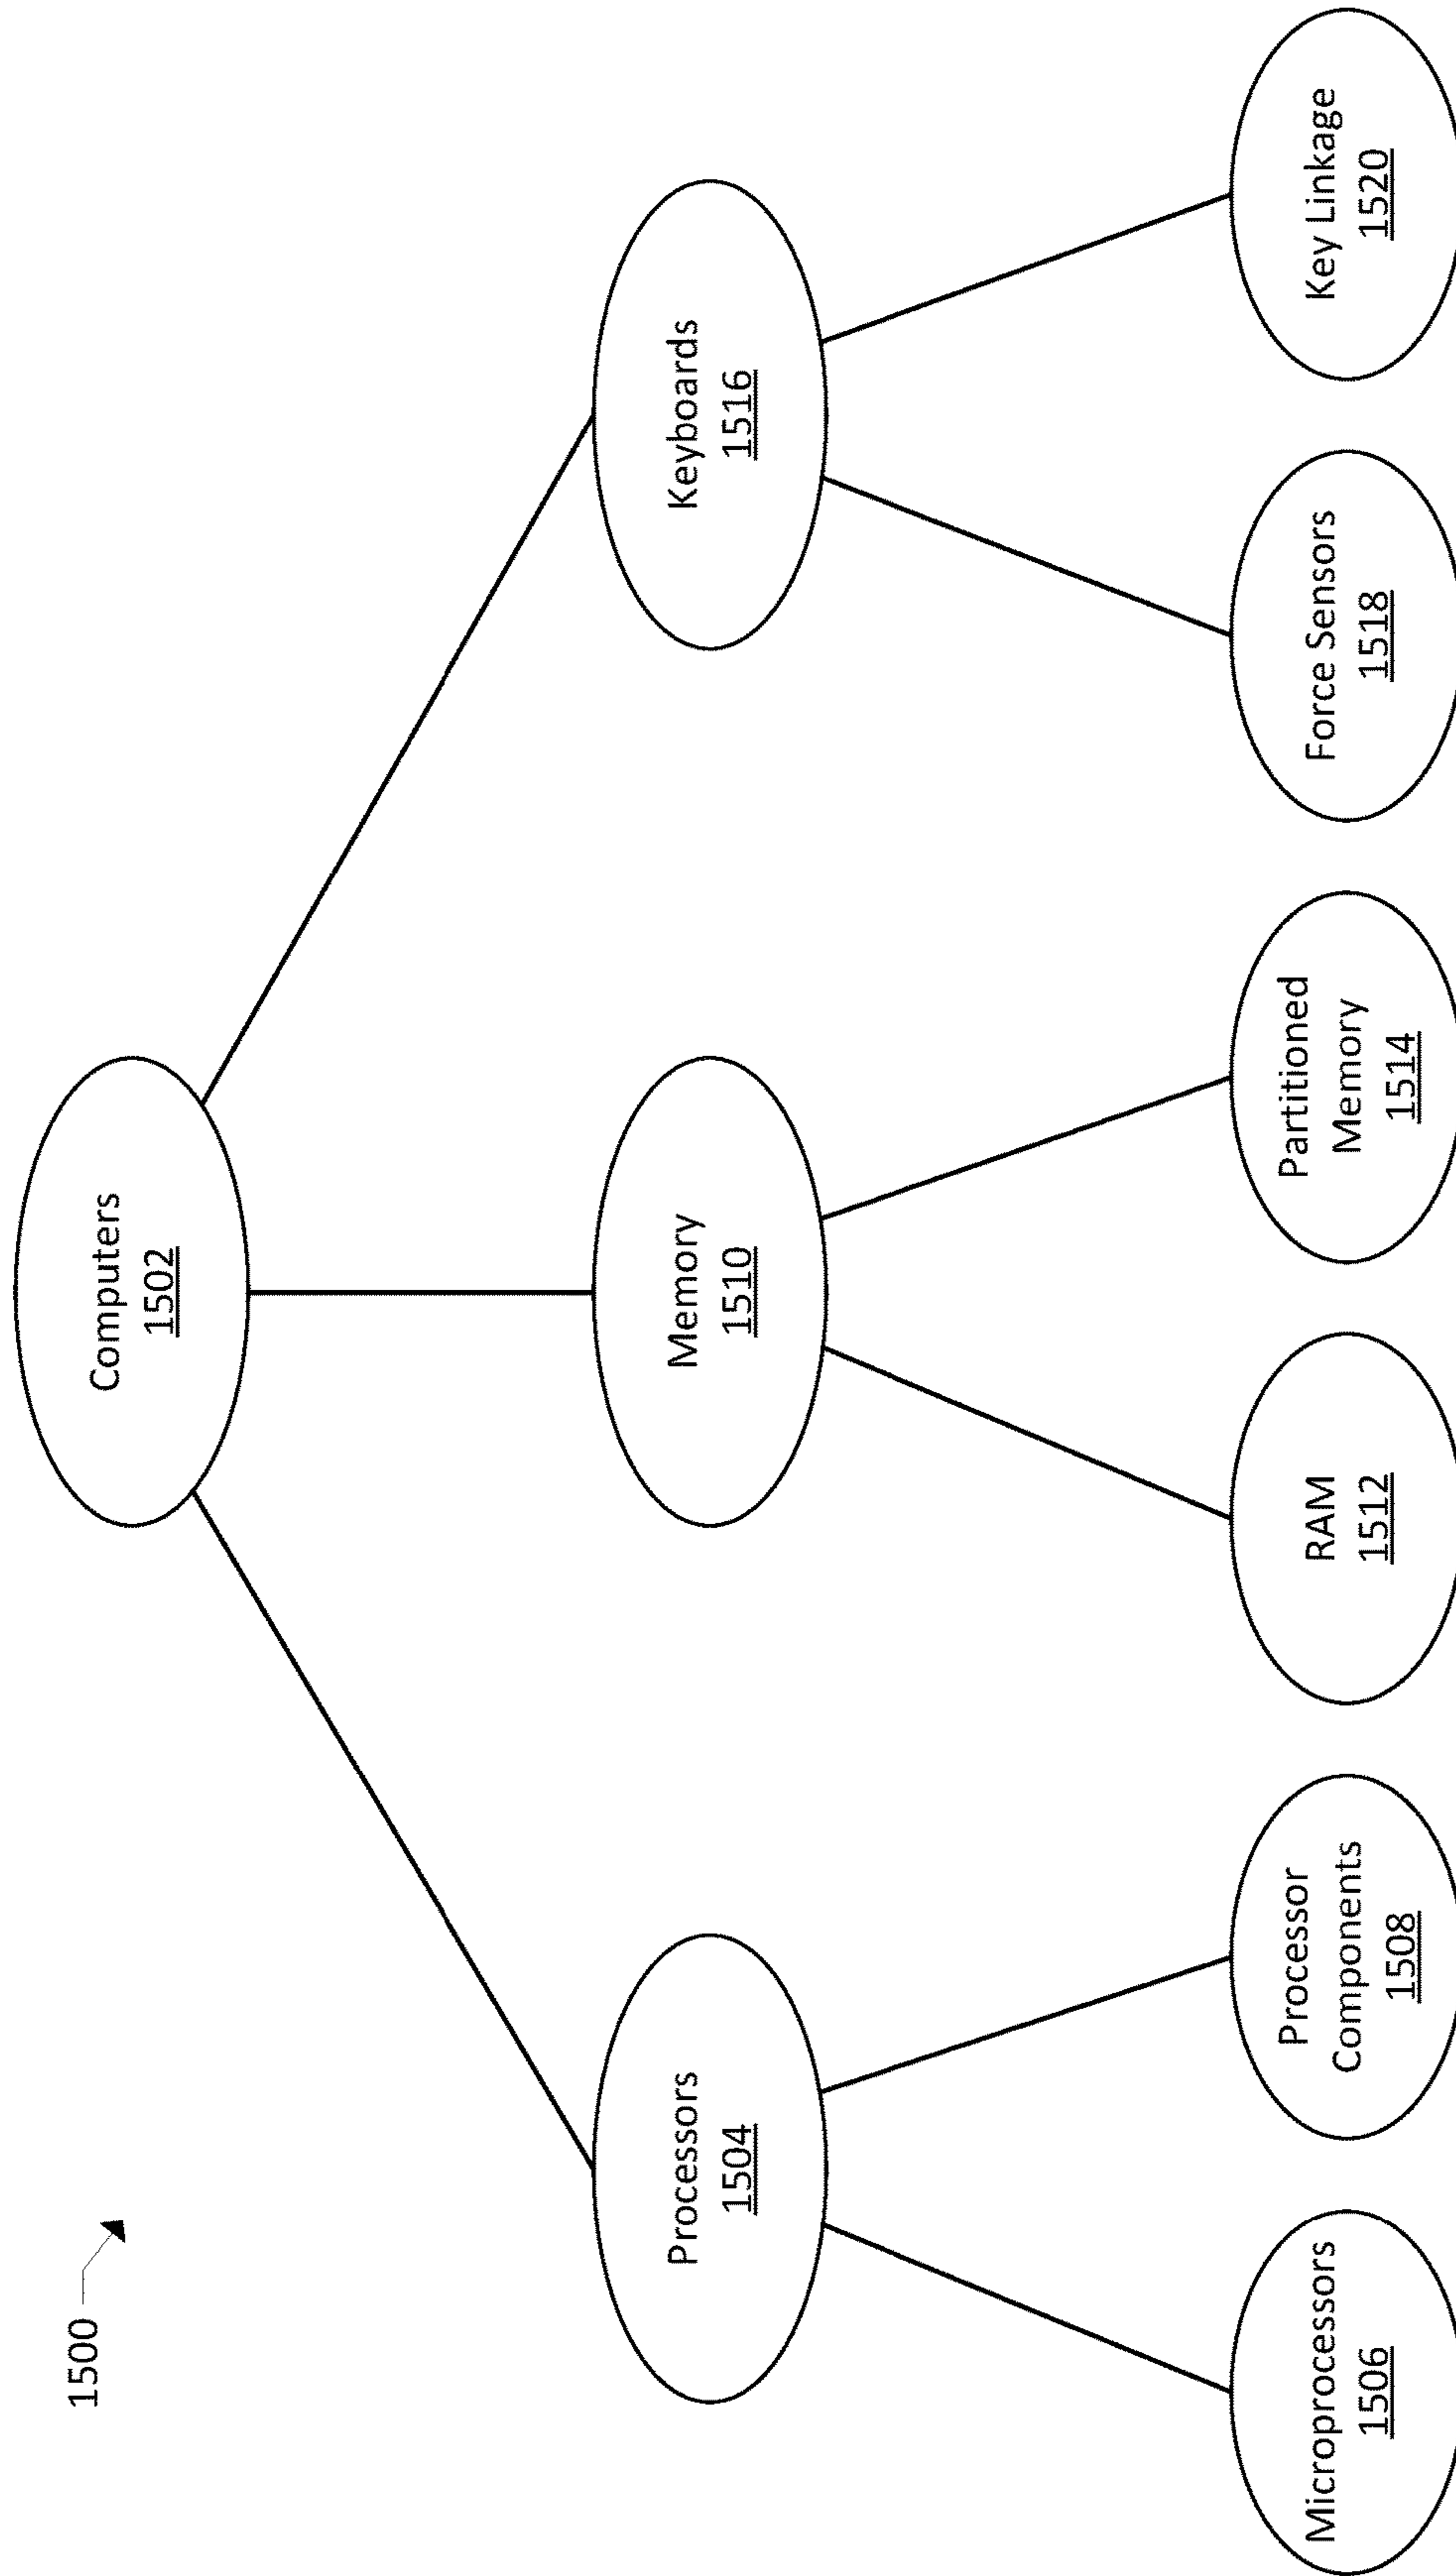 1500
Computers
1502
Processors
1504
Memory
1510
Keyboards
1516
Microprocessors
1506
Processor
Components
1508
RAM
1512
Partitioned
Memory
1514
Force Sensors
1518
Key Linkage
1520